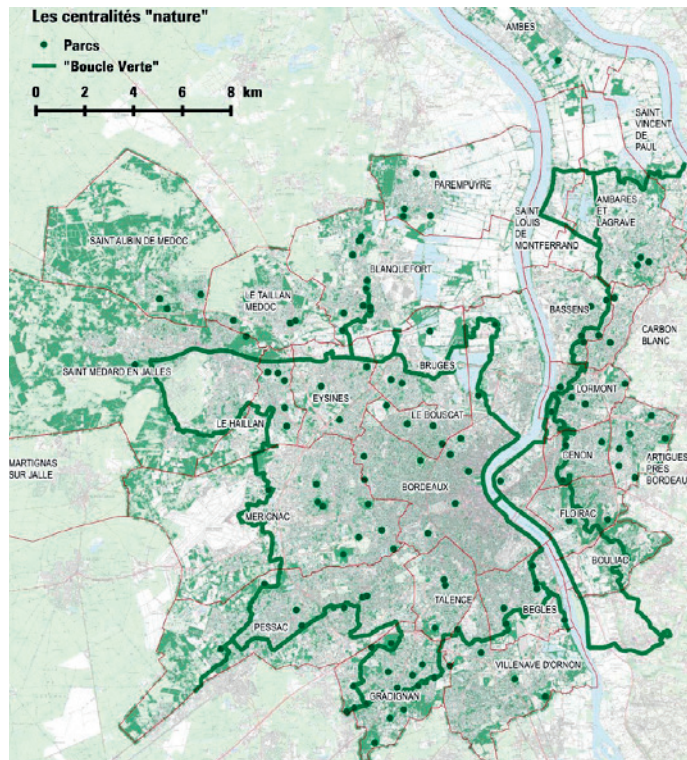 Les centralités "nature"
Parcs
"Boucle Verte"
0 2 4 6 8 km
AMBES
SAINT
VINCENT
DE
PAUL
PAREMPUYRE
AMBARES
ET
LAGRAVE
SAINT
LOUIS
DE
MONTFERRAND
SAINT AUBIN DE MEDOC
BLANQUEFORT
LE TAILLAN
MEDOC
BASSENS
CARBON
BLANC
SAINT MEDARD EN JALLES
BRUGES
EYSINES
LORMONT
LE HAILLAN
LE BOUSCAT
MARTIGNAS
SUR JALLE
CENON
ARTIGUES
PRÈS
BORDEAU
BORDEAUX
MERIGNAC
FLOIRAC
BOULIAC
TALENCE
BEGLES
PESSAC
VILLENAVE D'ORNON
GRADIGNAN